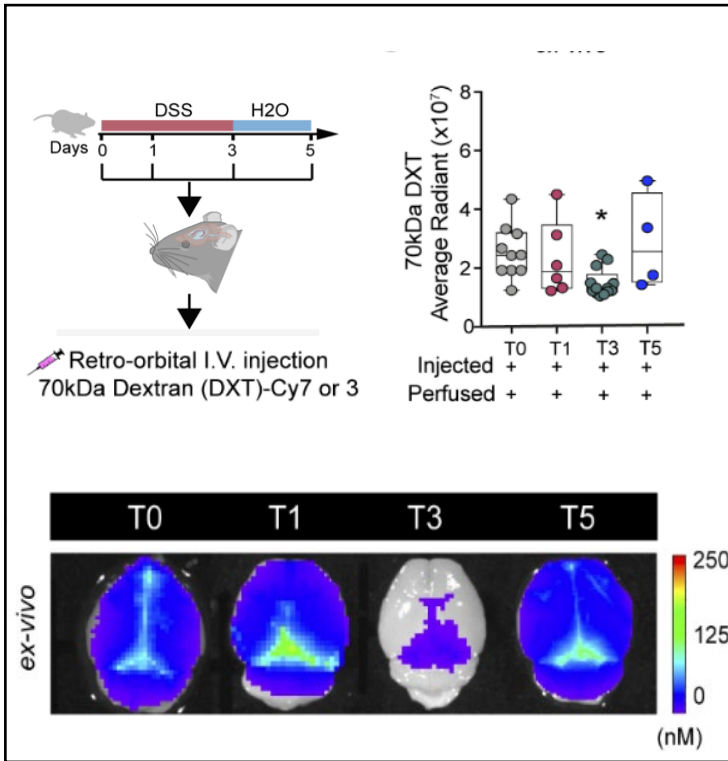 DSS H2O
Days 0 1 3 5
Retro-orbital I.V. injection
70kDa Dextran (DXT)-Cy7 or 3
70kDa DXT
Average Radiant (x10⁷)
8
6
4
2
0
*
T0 T1 T3 T5
Injected + + + +
Perfused + + + +
T0 T1 T3 T5
ex-vivo
250
125
0
(nM)